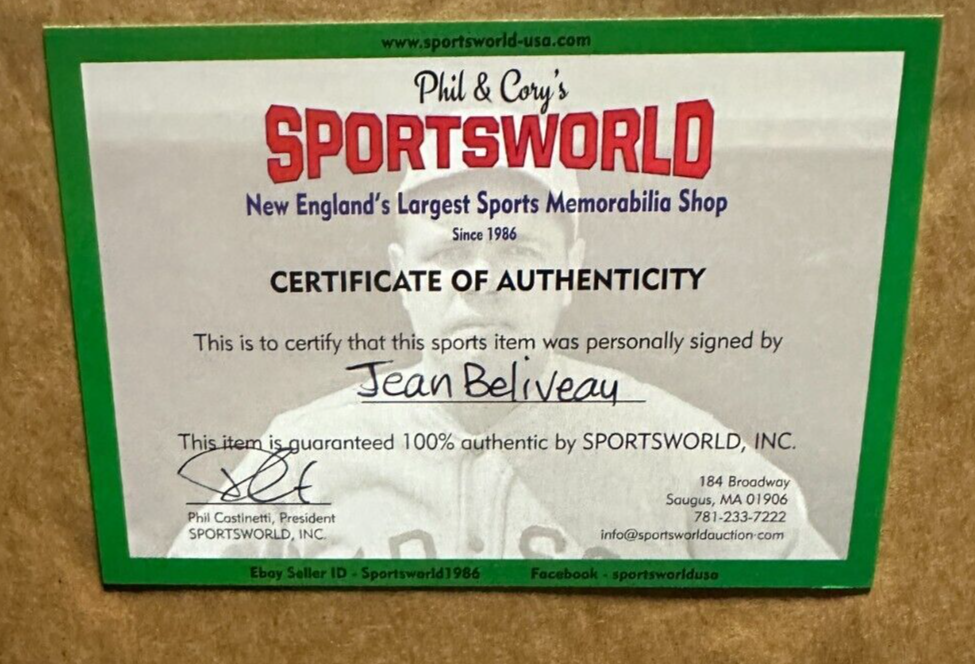 www.sportsworld-usa.com
Phil & Cory's
SPORTSWORLD
New England's Largest Sports Memorabilia Shop
Since 1986
CERTIFICATE OF AUTHENTICITY
This is to certify that this sports item was personally signed by
Jean Beliveau
This item is guaranteed 100% authentic by SPORTSWORLD, INC.
Phil Castinetti, President
SPORTSWORLD, INC.
184 Broadway
Saugus, MA 01906
781-233-7222
info@sportsworldauction.com
Ebay Seller ID - Sportsworld1986 Facebook - sportsworldusa